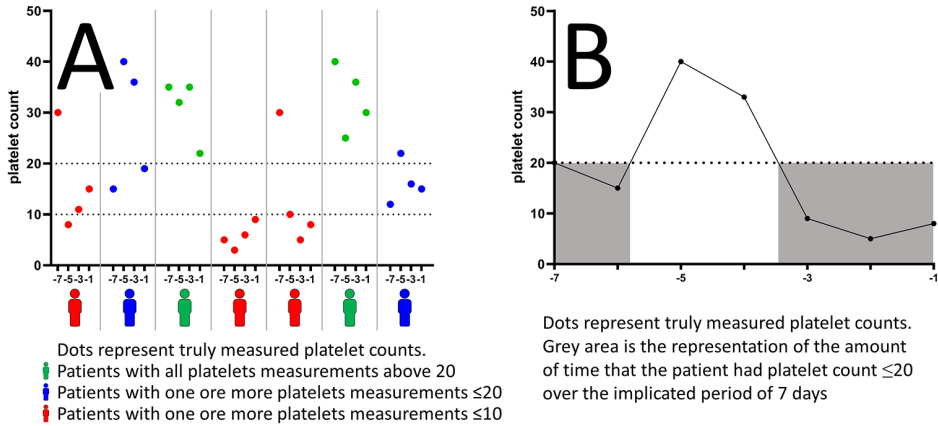 A
platelet count
50
40
30
20
10
0
-7-5-3-1 -7-5-3-1 -7-5-3-1 -7-5-3-1 -7-5-3-1 -7-5-3-1 -7-5-3-1
Dots represent truly measured platelet counts.
Patients with all platelets measurements above 20
Patients with one ore more platelets measurements ≤20
Patients with one ore more platelets measurements ≤10
B
platelet count
50
40
30
20
10
0
-7 -5 -3 -1
Dots represent truly measured platelet counts.
Grey area is the representation of the amount
of time that the patient had platelet count ≤20
over the implicated period of 7 days